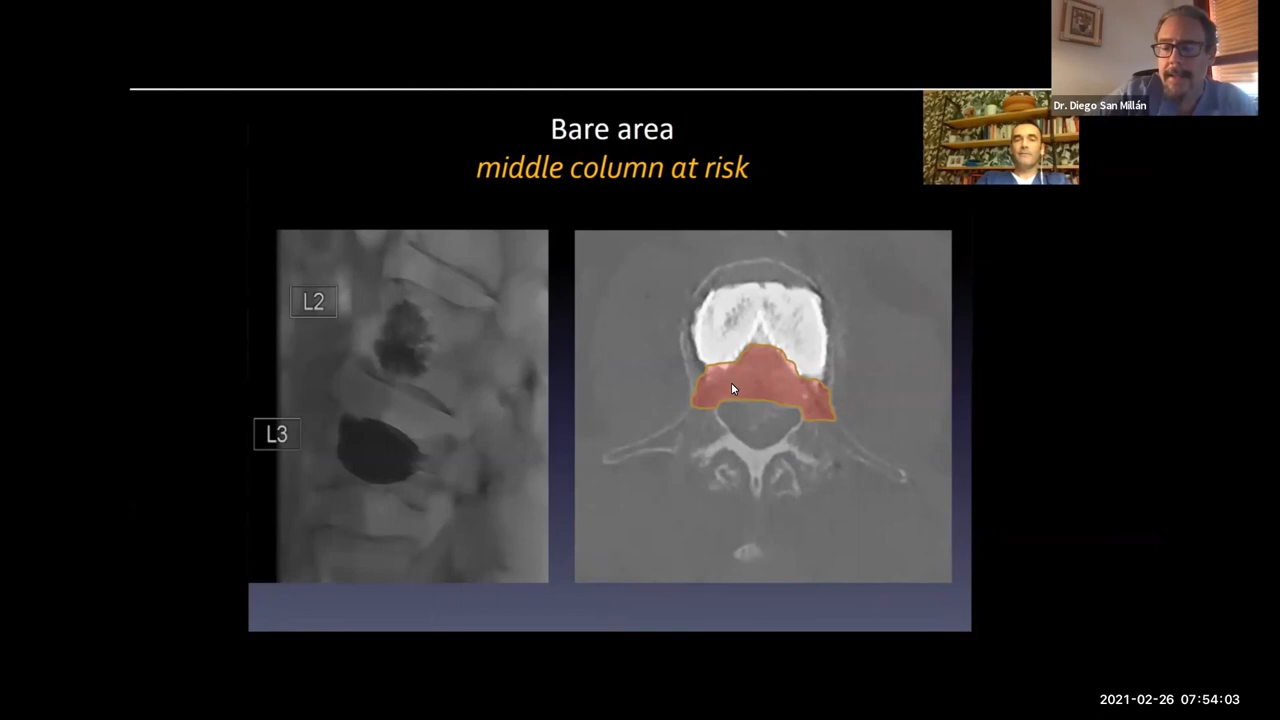 Dr. Diego San Millán
Bare area
middle column at risk
L2
L3
2021-02-26 07:54:03